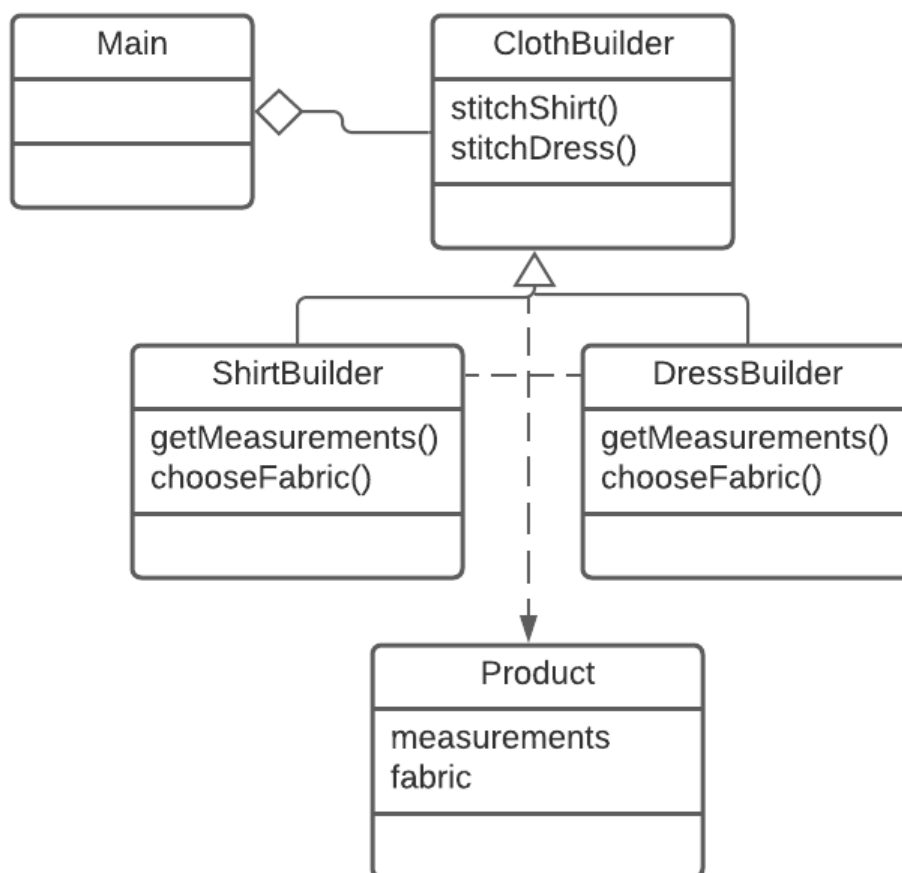 Main
ClothBuilder
stitchShirt()
stitchDress()
ShirtBuilder
getMeasurements()
chooseFabric()
DressBuilder
getMeasurements()
chooseFabric()
Product
measurements
fabric